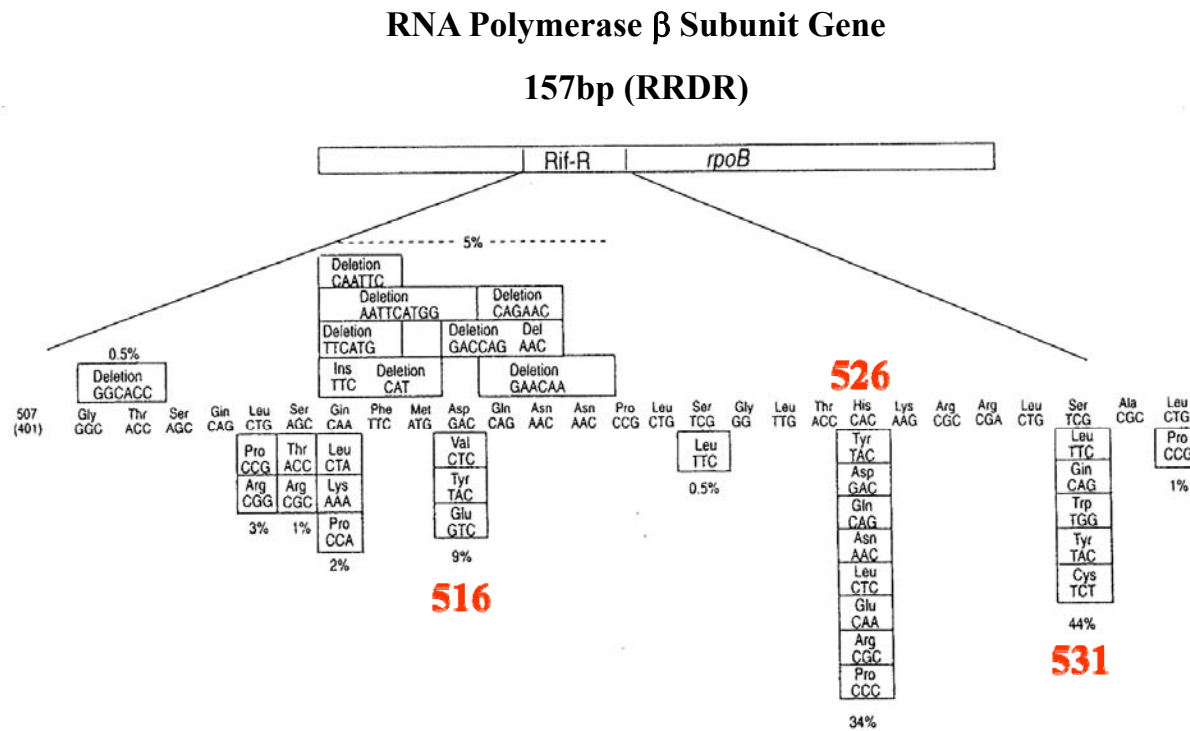 RNA Polymerase β Subunit Gene
157bp (RRDR)
Rif-R rpoB
5%
Deletion
CAATTC
Deletion Deletion
AATTCATGG CAGAAC
Deletion Deletion Del
TTCATG GACCAG AAC
0.5%
Ins Deletion Deletion
TTC CAT GAACAA
Deletion
GGCACC
526
507 Gly Thr Ser Gin Leu Ser Gin Phe Met Asp Gln Asn Asn Pro Leu Ser Gly Leu Thr His Lys Arg Arg Leu Ser Ala Leu
(401) GGC ACC AGC CAG CTG AGC CAA TTC ATG GAC CAG AAC AAC CCG CTG TCG GG TTG ACC CAC AAG CGC CGA CTG TCG CGC CTG
Pro Thr Leu Val Leu Tyr Leu Pro
CCG ACC CTA CTC TTC TAC TTC CCG
Arg Arg Lys Tyr Asp Gin
CGG CGC AAA TAC GAC CAG
3% 1% Pro Glu 0.5% Gln Trp 1%
CCA GTC CAG TGG
2% 9% Asn Tyr
AAC TAC
516 Leu Cys
CTC TCT
Glu 44%
CAA
Arg 531
CGC
Pro
CCC
34%